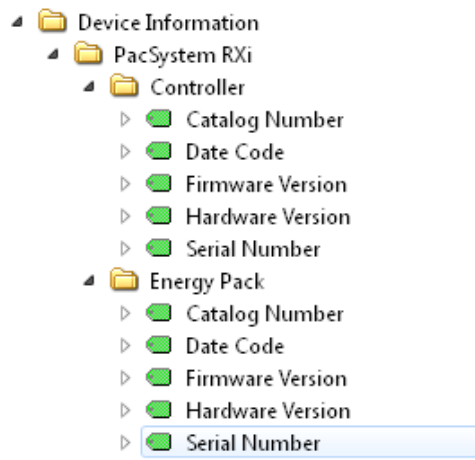 Device Information
PacSystem RXi
Controller
Catalog Number
Date Code
Firmware Version
Hardware Version
Serial Number
Energy Pack
Catalog Number
Date Code
Firmware Version
Hardware Version
Serial Number